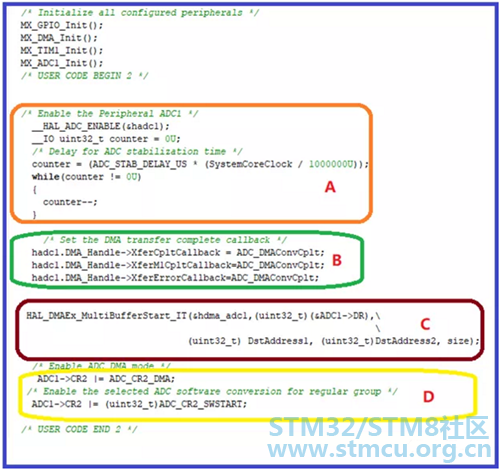 /* Initialize all configured peripherals */
MX_GPIO_Init();
MX_DMA_Init();
MX_TIM1_Init();
MX_ADC1_Init();
/* USER CODE BEGIN 2 */
/* Enable the Peripheral ADC1 */
__HAL_ADC_ENABLE(&hadc1);
__IO uint32_t counter = 0U;
/* Delay for ADC stabilization time */
counter = (ADC_STAB_DELAY_US * (SystemCoreClock / 1000000U));
while(counter != 0U)
{
counter--;
}
A
/* Set the DMA transfer complete callback */
hadc1.DMA_Handle->XferCpltCallback = ADC_DMAConvCplt;
hadc1.DMA_Handle->XferM1CpltCallback=ADC_DMAConvCplt;
hadc1.DMA_Handle->XferErrorCallback=ADC_DMAConvCplt;
B
HAL_DMAEx_MultiBufferStart_IT(&hdma_adc1,(uint32_t)(&ADC1->DR),\
\
(uint32_t) DstAddress1, (uint32_t)DstAddress2, size);
C
/* Enable ADC DMA mode */
ADC1->CR2 |= ADC_CR2_DMA;
/* Enable the selected ADC software conversion for regular group */
ADC1->CR2 |= (uint32_t)ADC_CR2_SWSTART;
D
/* USER CODE END 2 */
STM32/STM8社区
www.stmcu.org.cn